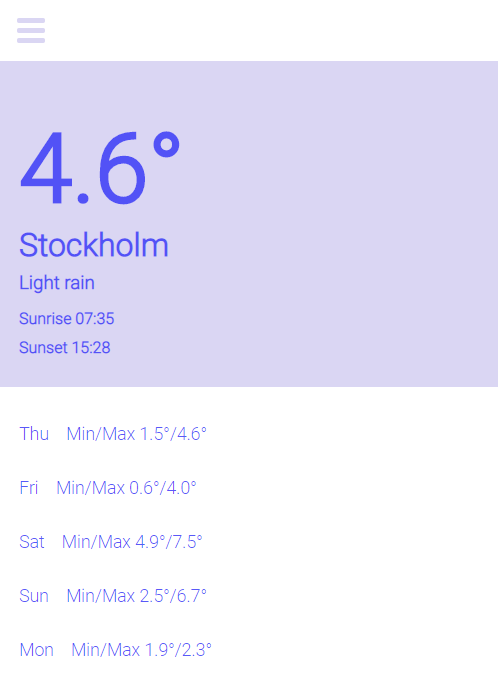 4.6°
Stockholm
Light rain
Sunrise 07:35
Sunset 15:28
Thu Min/Max 1.5°/4.6°
Fri Min/Max 0.6°/4.0°
Sat Min/Max 4.9°/7.5°
Sun Min/Max 2.5°/6.7°
Mon Min/Max 1.9°/2.3°